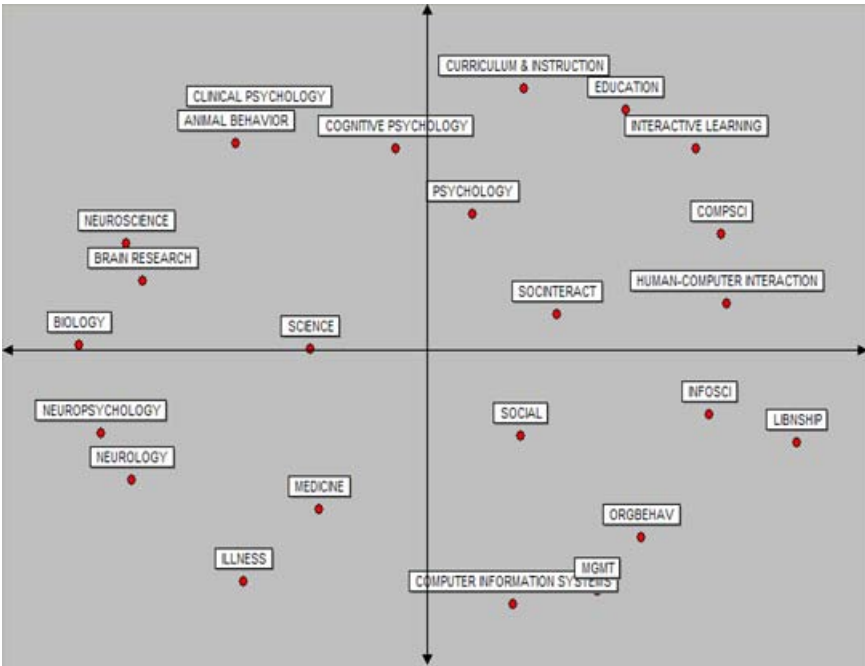 CURRICULUM & INSTRUCTION
EDUCATION
CLINICAL PSYCHOLOGY
ANIMAL BEHAVIOR
COGNITIVE PSYCHOLOGY
INTERACTIVE LEARNING
PSYCHOLOGY
NEUROSCIENCE
COMPSCI
BRAIN RESEARCH
HUMAN-COMPUTER INTERACTION
SOCINTERACT
BIOLOGY
SCIENCE
INFOSCI
NEUROPSYCHOLOGY
SOCIAL
LIBNSHIP
NEUROLOGY
MEDICINE
ORGBEHAV
ILLNESS
MGMT
COMPUTER INFORMATION SYSTEMS